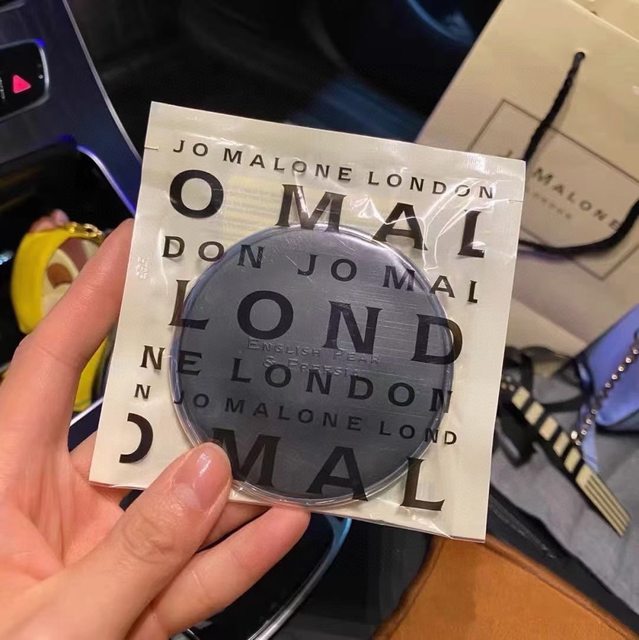 JO MALONE LONDON
O MAL
DON JO MAL
LOND
ENGLISH PEAR
& FREESIA
NE LONDON
N JO MALONE LOND
O MAL
JO MALONE
LONDON